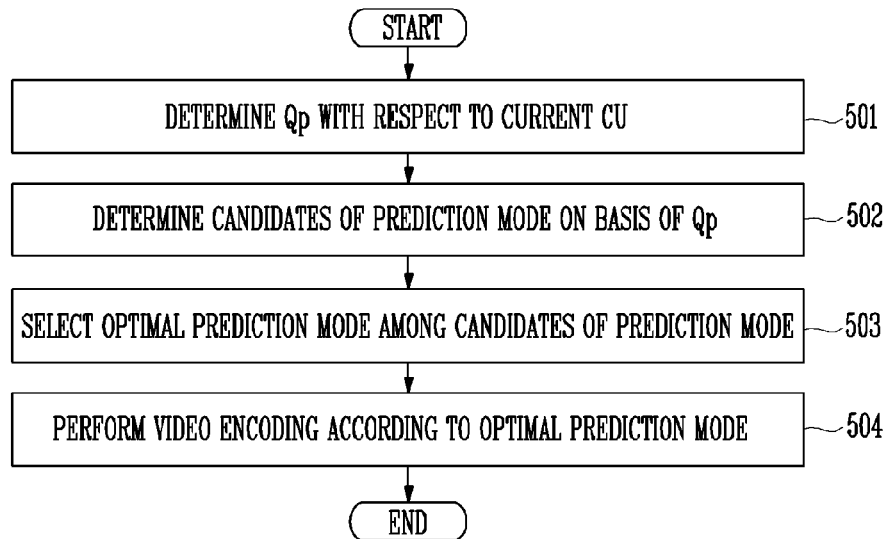 START
DETERMINE Qp WITH RESPECT TO CURRENT CU
501
DETERMINE CANDIDATES OF PREDICTION MODE ON BASIS OF Qp
502
SELECT OPTIMAL PREDICTION MODE AMONG CANDIDATES OF PREDICTION MODE
503
PERFORM VIDEO ENCODING ACCORDING TO OPTIMAL PREDICTION MODE
504
END